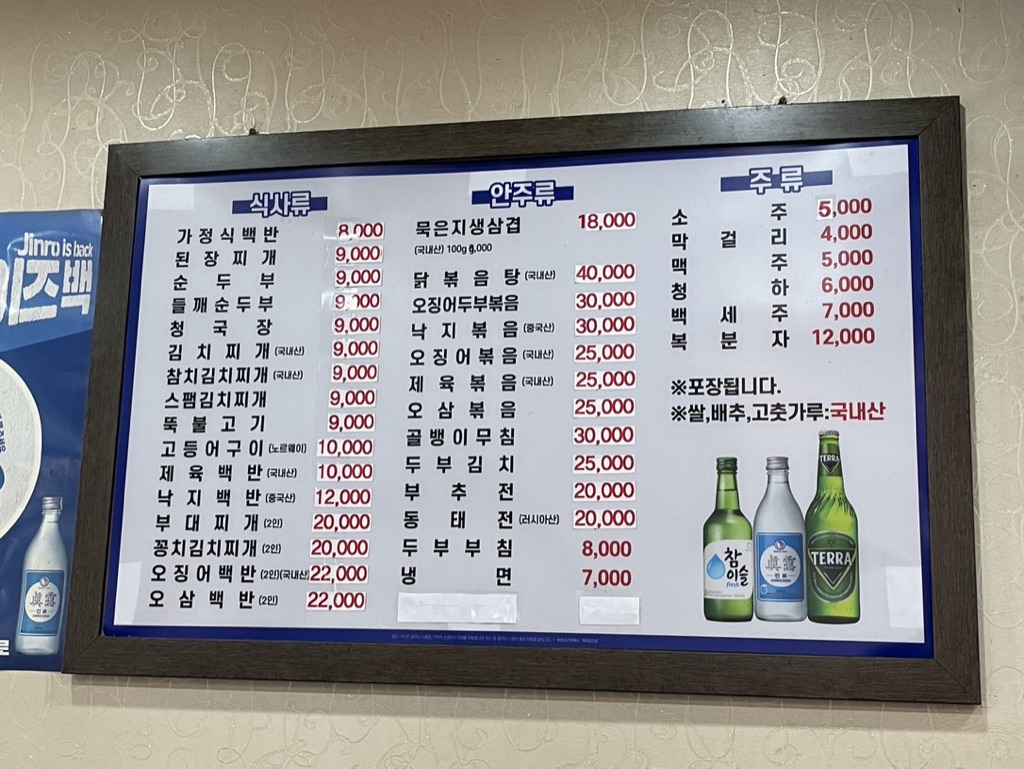 Jinro is back
이즈백
식사류
가정식백반 8,000
된장찌개 9,000
순두부 9,000
들깨순두부 9,000
청국장 9,000
김치찌개 (국내산) 9,000
참치김치찌개 (국내산) 9,000
스팸김치찌개 9,000
뚝불고기 9,000
고등어구이 (노르웨이) 10,000
제육백반 (국내산) 10,000
낙지백반 (중국산) 12,000
부대찌개 (2인) 20,000
꽁치김치찌개 (2인) 20,000
오징어백반 (2인)(국내산) 22,000
오삼백반 (2인) 22,000
안주류
묵은지생삼겹 18,000
(국내산) 100g
닭볶음탕 (국내산) 40,000
오징어두부볶음 30,000
낙지볶음 (중국산) 30,000
오징어볶음 (국내산) 25,000
제육볶음 (국내산) 25,000
오삼볶음 25,000
골뱅이무침 30,000
두부김치 25,000
부추전 20,000
동태전 (러시아산) 20,000
두부부침 8,000
냉면 7,000
주류
소주 5,000
막걸리 4,000
맥주 5,000
청하 6,000
백세주 7,000
복분자 12,000
※포장됩니다.
※쌀,배추,고춧가루:국내산
참이슬
fresh
眞露
TERRA
TERRA
眞露